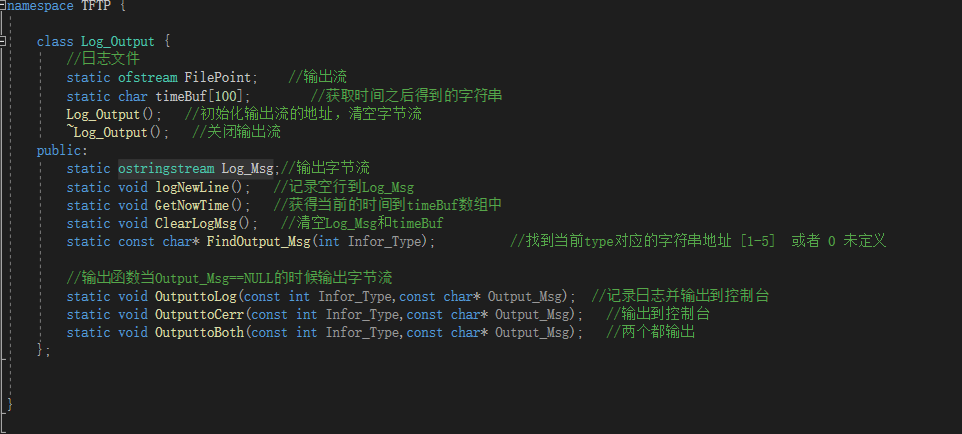 namespace TFTP {
class Log_Output {
//日志文件
static ofstream FilePoint;    //输出流
static char timeBuf[100];        //获取时间之后得到的字符串
Log_Output();   //初始化输出流的地址, 清空字节流
~Log_Output();   //关闭输出流
public:
static ostringstream Log_Msg;//输出字节流
static void logNewLine();   //记录空行到Log_Msg
static void GetNowTime();   //获得当前的时间到timeBuf数组中
static void ClearLogMsg();   //清空Log_Msg和timeBuf
static const char* FindOutput_Msg(int Infor_Type);          //找到当前type对应的字符串地址 [1-5]  或者 0 未定义
//输出函数当Output_Msg==NULL的时候输出字节流
static void OutputtoLog(const int Infor_Type,const char* Output_Msg);  //记录日志并输出到控制台
static void OutputtoCerr(const int Infor_Type,const char* Output_Msg);   //输出到控制台
static void OutputtoBoth(const int Infor_Type,const char* Output_Msg);   //两个都输出
};
}